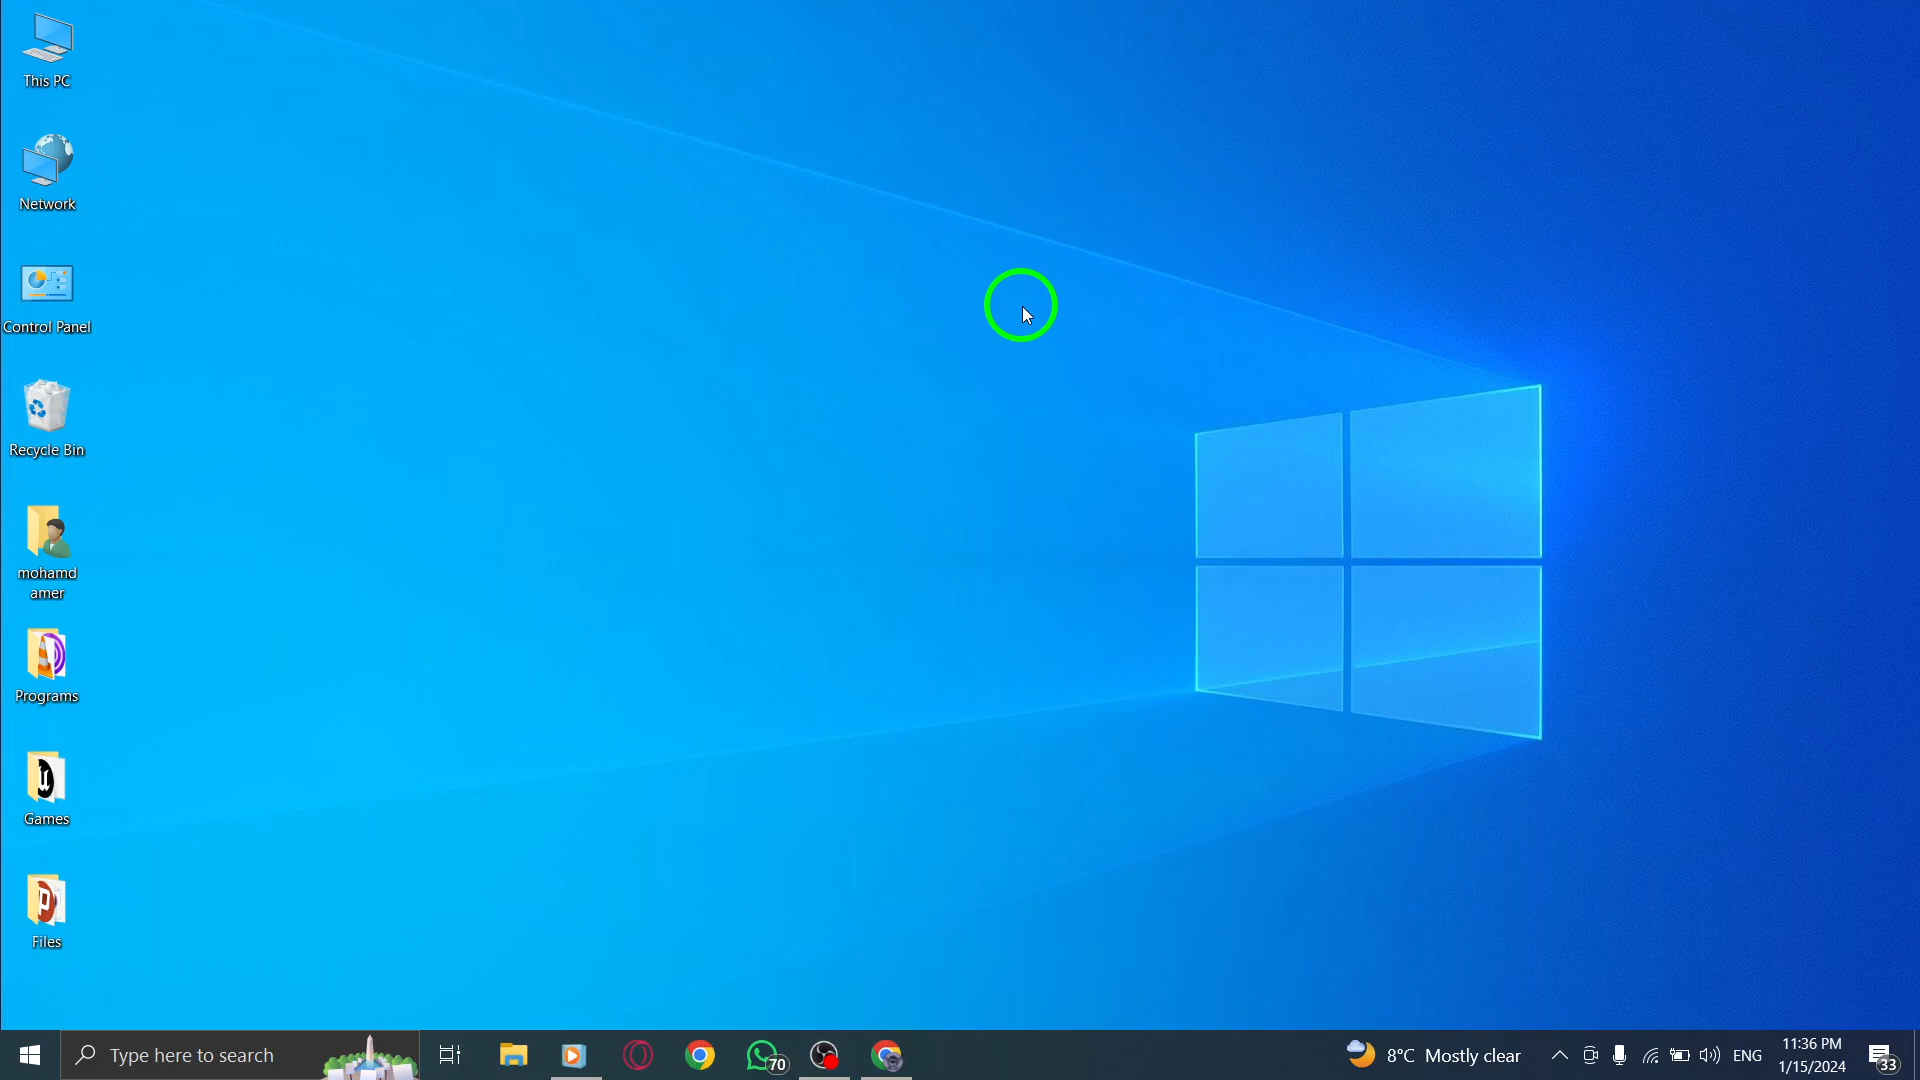 This PC
Network
Control Panel
Recycle Bin
mohamd
amer
Programs
Games
Files
Type here to search
70
8°C Mostly clear
ENG
11:36 PM
1/15/2024
33